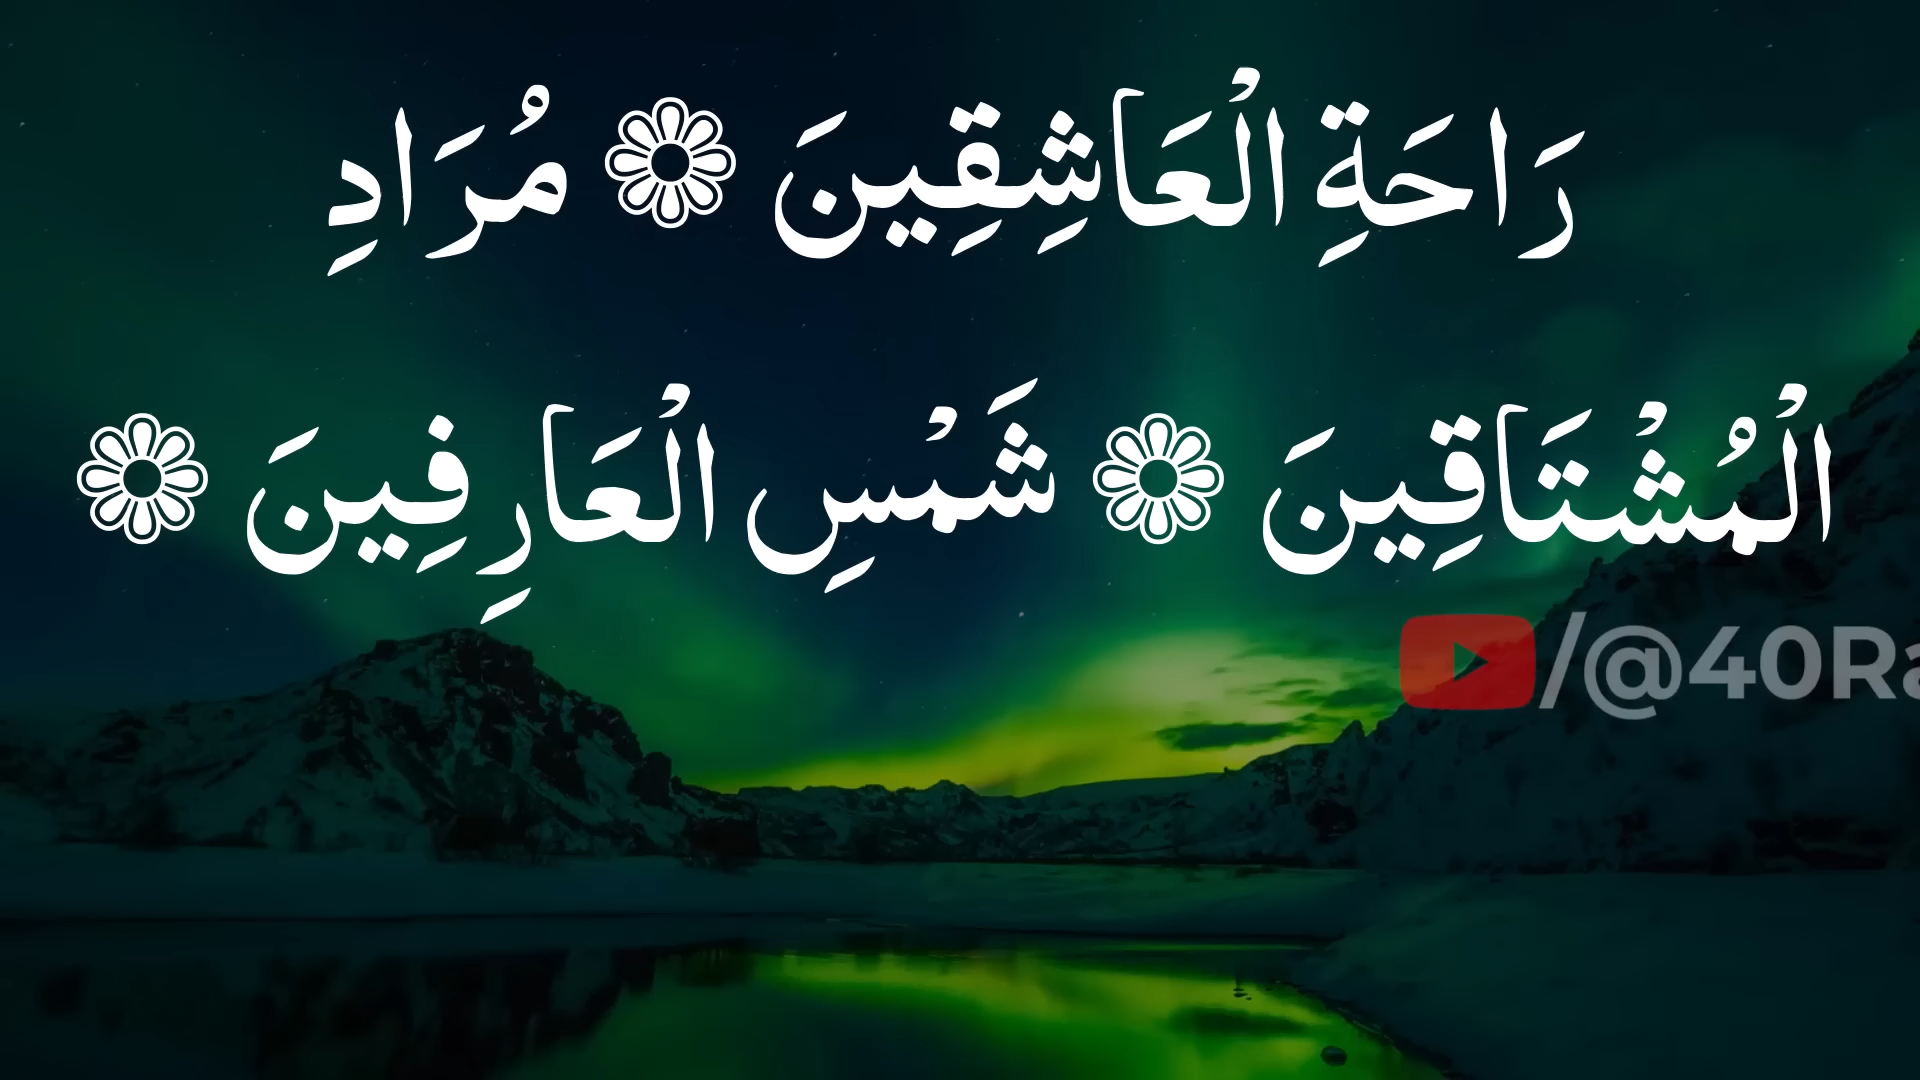 رَاحَةِ الْعَاشِقِينَ ❁ مُرَادِ
الْمُشْتَاقِينَ ❁ شَمْسِ الْعَارِفِينَ ❁
/@40Ra